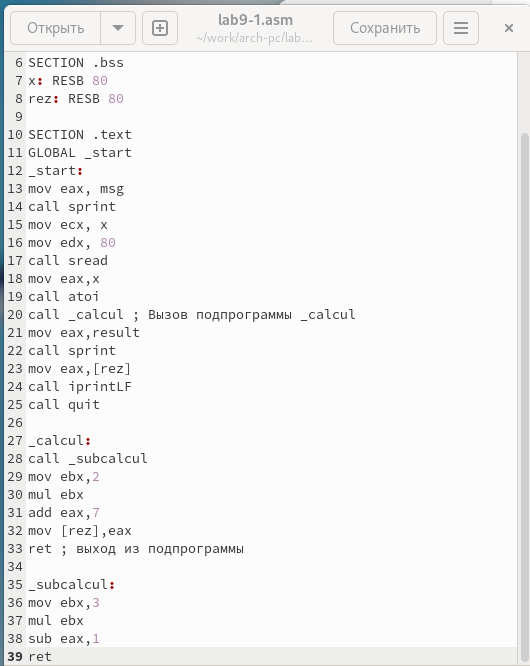 Открыть
lab9-1.asm
~/work/arch-pc/lab...
Сохранить
6 SECTION .bss
7 x: RESB 80
8 rez: RESB 80
9
10 SECTION .text
11 GLOBAL _start
12 _start:
13 mov eax, msg
14 call sprint
15 mov ecx, x
16 mov edx, 80
17 call sread
18 mov eax,x
19 call atoi
20 call _calcul ; Вызов подпрограммы _calcul
21 mov eax,result
22 call sprint
23 mov eax,[rez]
24 call iprintLF
25 call quit
26
27 _calcul:
28 call _subcalcul
29 mov ebx,2
30 mul ebx
31 add eax,7
32 mov [rez],eax
33 ret ; выход из подпрограммы
34
35 _subcalcul:
36 mov ebx,3
37 mul ebx
38 sub eax,1
39 ret